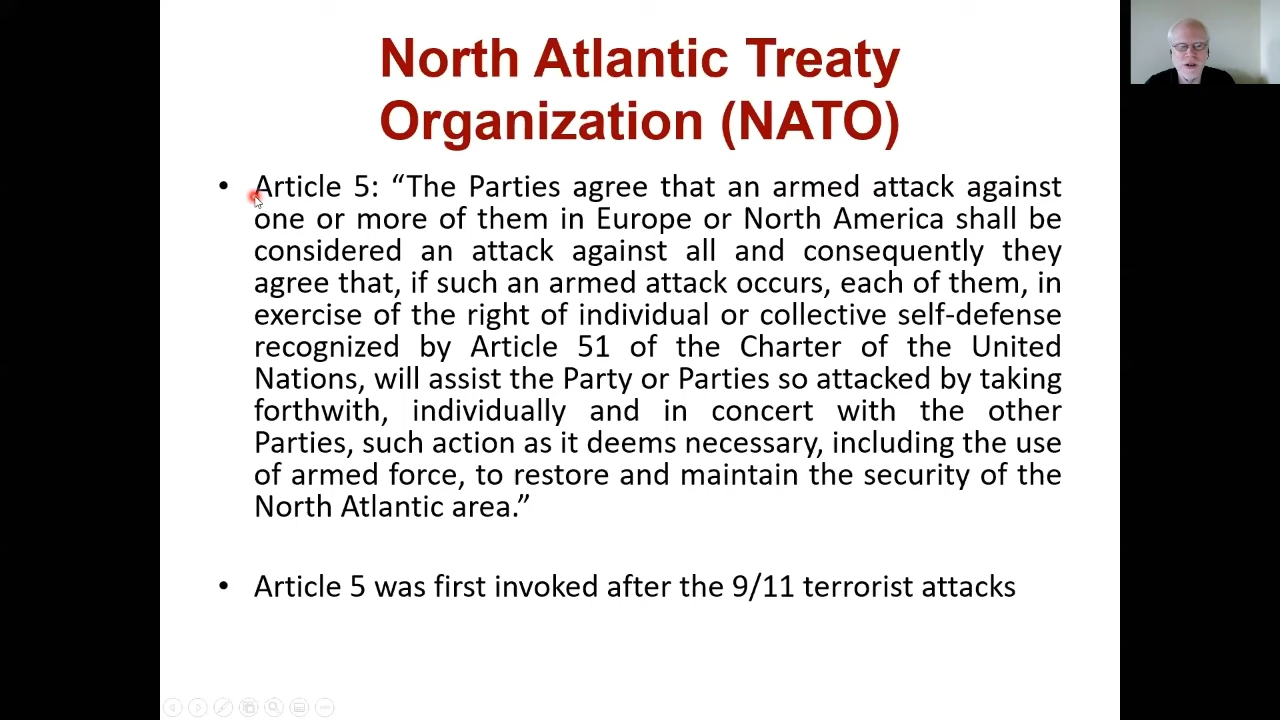 North Atlantic Treaty
Organization (NATO)
• Article 5: “The Parties agree that an armed attack against
one or more of them in Europe or North America shall be
considered an attack against all and consequently they
agree that, if such an armed attack occurs, each of them, in
exercise of the right of individual or collective self-defense
recognized by Article 51 of the Charter of the United
Nations, will assist the Party or Parties so attacked by taking
forthwith, individually and in concert with the other
Parties, such action as it deems necessary, including the use
of armed force, to restore and maintain the security of the
North Atlantic area.”
• Article 5 was first invoked after the 9/11 terrorist attacks